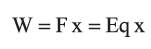 W = F x = Eq x